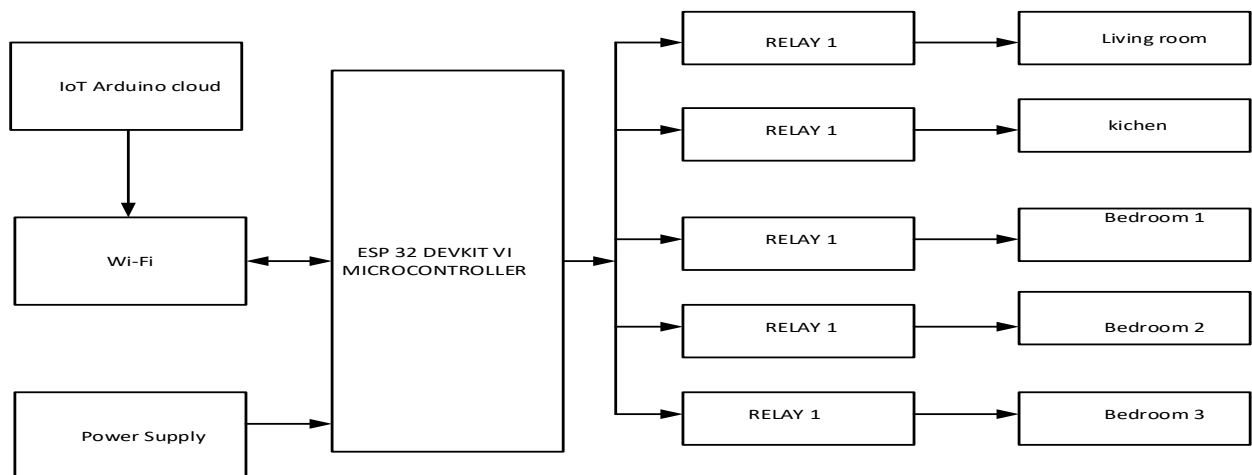 IoT Arduino cloud
Wi-Fi
Power Supply
ESP 32 DEVKIT VI
MICROCONTROLLER
RELAY 1
Living room
RELAY 1
kichen
RELAY 1
Bedroom 1
RELAY 1
Bedroom 2
RELAY 1
Bedroom 3